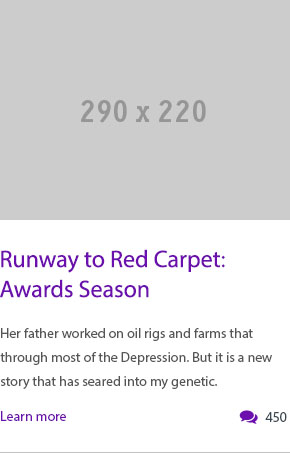 290 x 220
Runway to Red Carpet:
Awards Season
Her father worked on oil rigs and farms that
through most of the Depression. But it is a new
story that has seared into my genetic.
Learn more
450